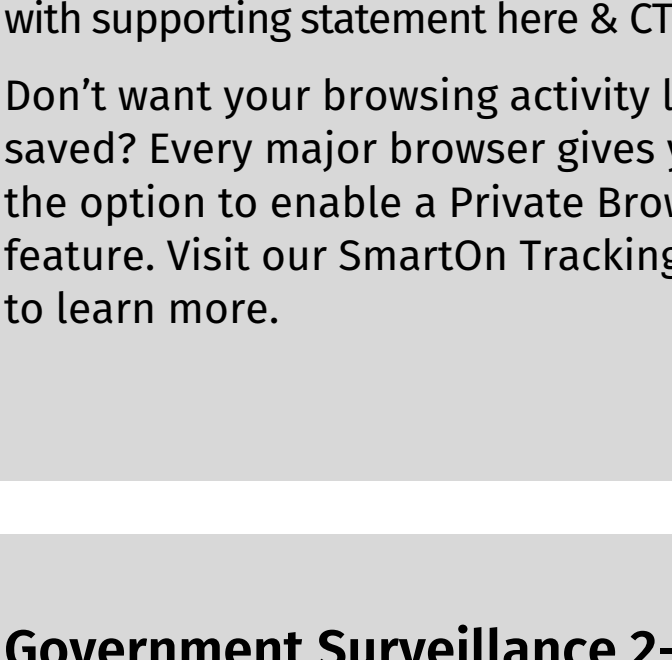 with supporting statement here & CT
Don’t want your browsing activity l
saved? Every major browser gives y
the option to enable a Private Brow
feature. Visit our SmartOn Tracking
to learn more.
Government Surveillance 2-